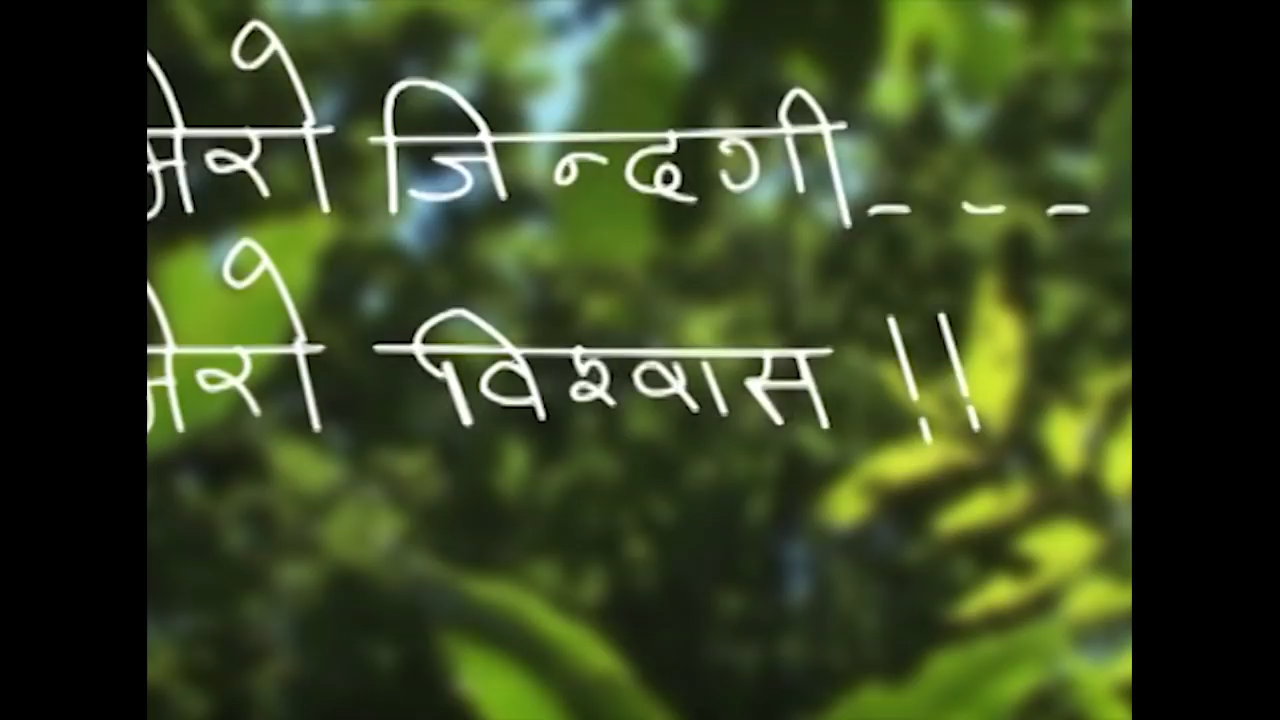 मेरो जिन्दगी _ _ _
मेरो विश्वास !!